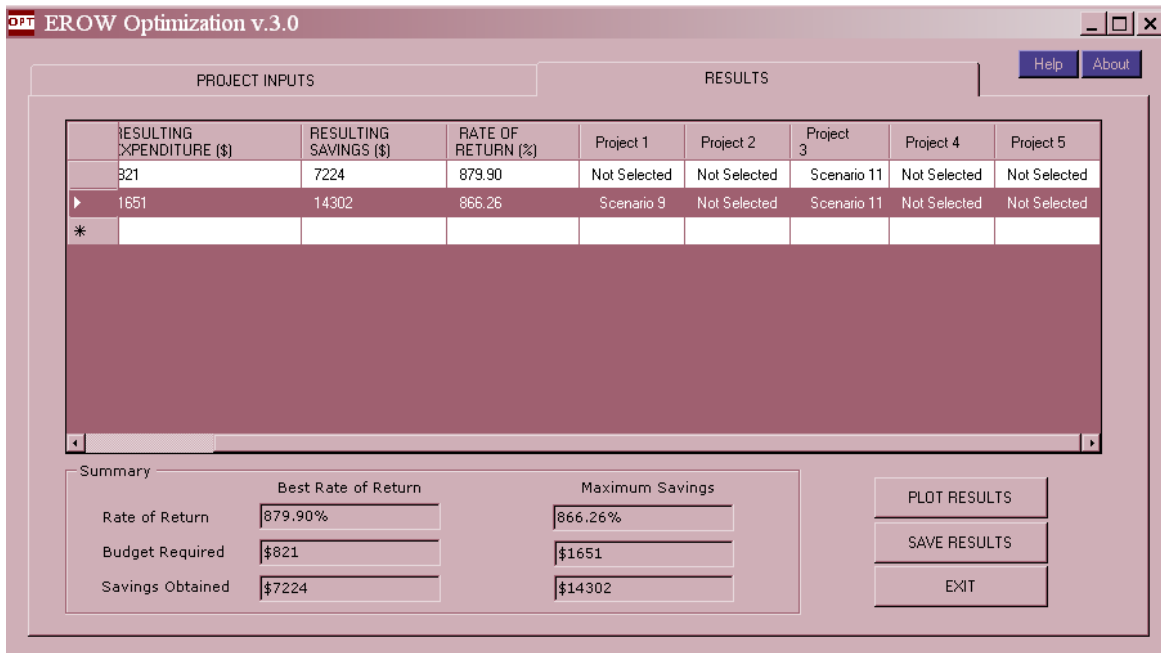 OPT EROW Optimization v.3.0
Help About
PROJECT INPUTS RESULTS
RESULTING EXPENDITURE ($) RESULTING SAVINGS ($) RATE OF RETURN (%) Project 1 Project 2 Project 3 Project 4 Project 5
821 7224 879.90 Not Selected Not Selected Scenario 11 Not Selected Not Selected
1651 14302 866.26 Scenario 9 Not Selected Scenario 11 Not Selected Not Selected
Summary
Best Rate of Return Maximum Savings
Rate of Return 879.90% 866.26%
Budget Required $821 $1651
Savings Obtained $7224 $14302
PLOT RESULTS
SAVE RESULTS
EXIT